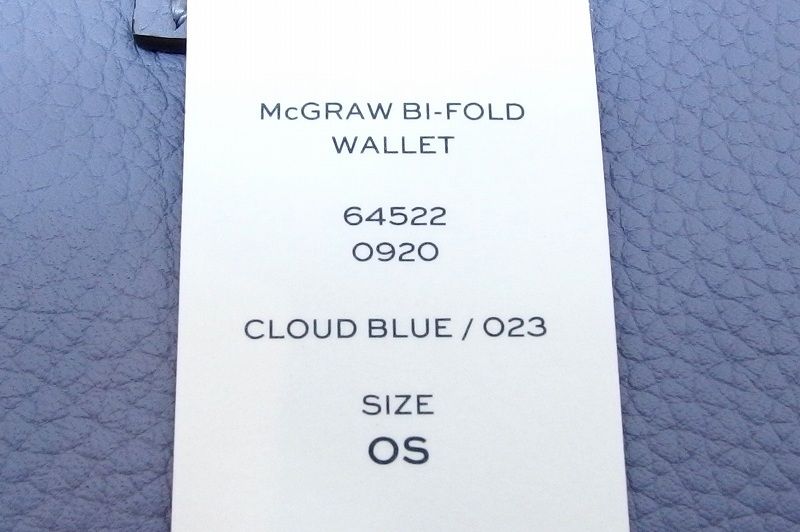 McGRAW BI-FOLD
WALLET
64522
0920
CLOUD BLUE / 023
SIZE
OS